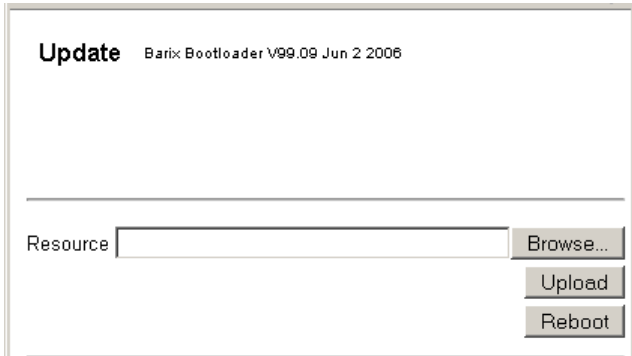 Update Barix Bootloader V99.09 Jun 2 2006
Resource Browse...
Upload
Reboot